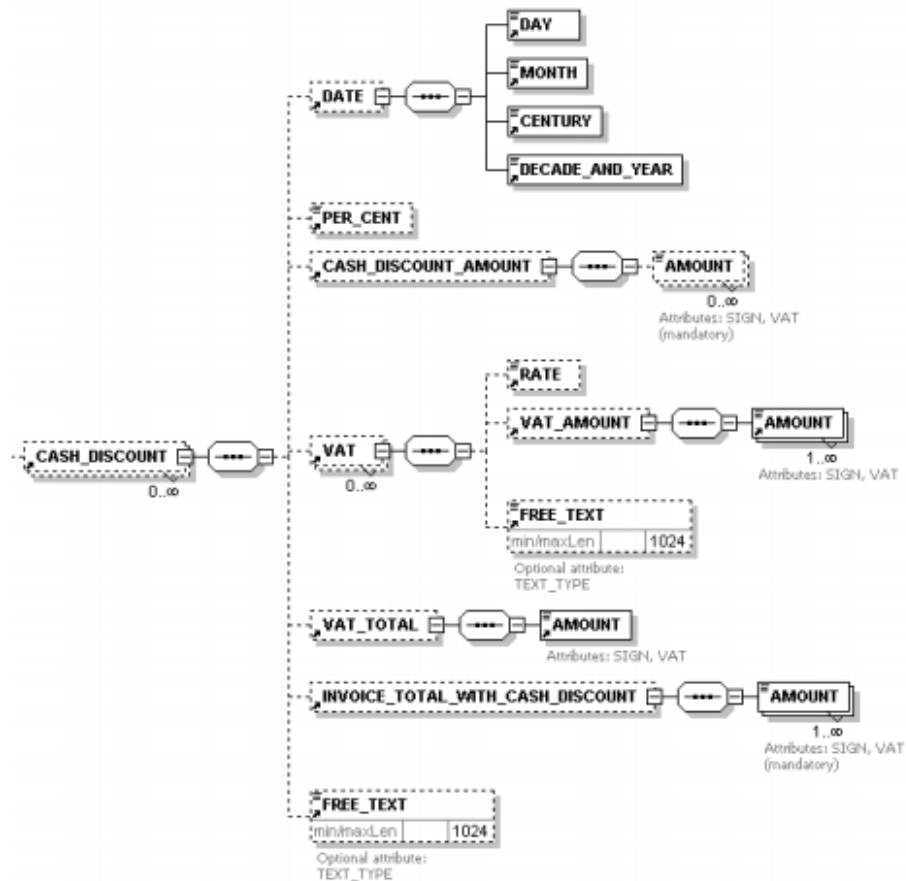 DAY
DATE
MONTH
CENTURY
DECADE_AND_YEAR
PER_CENT
CASH_DISCOUNT_AMOUNT
AMOUNT
0..∞
Attributes: SIGN, VAT
(mandatory)
RATE
VAT_AMOUNT
AMOUNT
1..∞
Attributes: SIGN, VAT
CASH_DISCOUNT
0..∞
VAT
0..∞
FREE_TEXT
min/maxLen 1024
Optional attribute:
TEXT_TYPE
VAT_TOTAL
AMOUNT
Attributes: SIGN, VAT
INVOICE_TOTAL_WITH_CASH_DISCOUNT
AMOUNT
1..∞
Attributes: SIGN, VAT
(mandatory)
FREE_TEXT
min/maxLen 1024
Optional attribute:
TEXT_TYPE